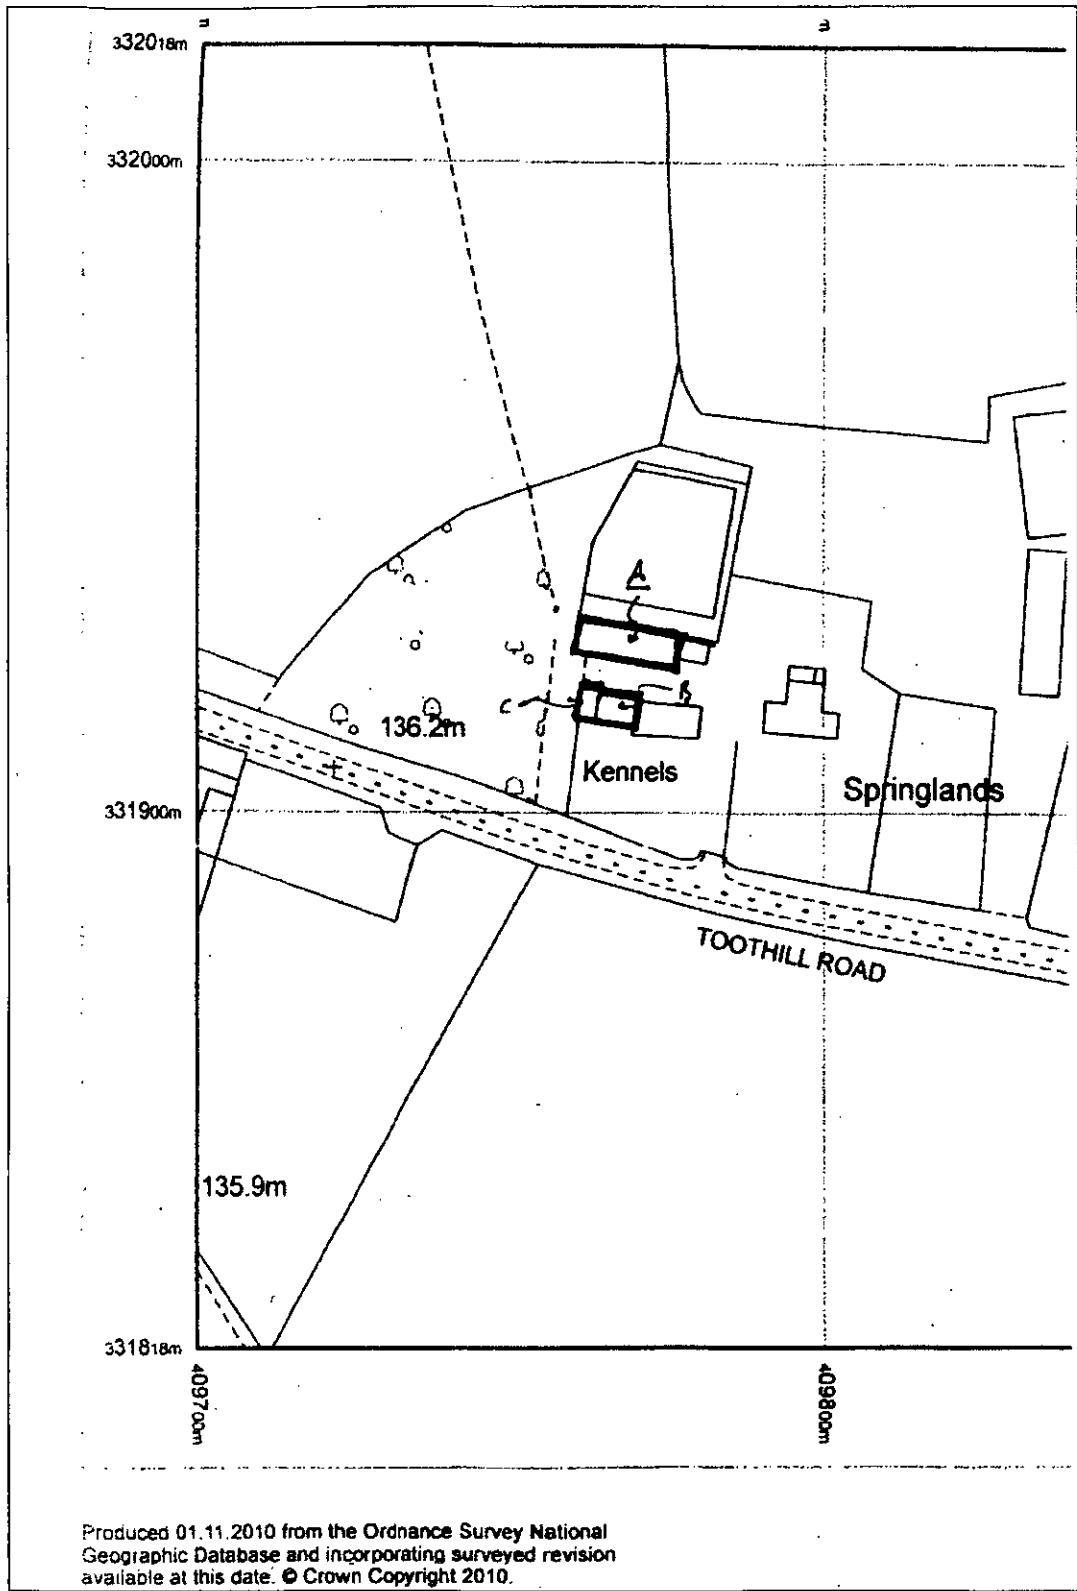 332018m
332000m
A
B
C
136.2m
Kennels
331900m
Springlands
TOOTHILL ROAD
135.9m
331818m
409700m
409800m
Produced 01.11.2010 from the Ordnance Survey National
Geographic Database and incorporating surveyed revision
available at this date. © Crown Copyright 2010.